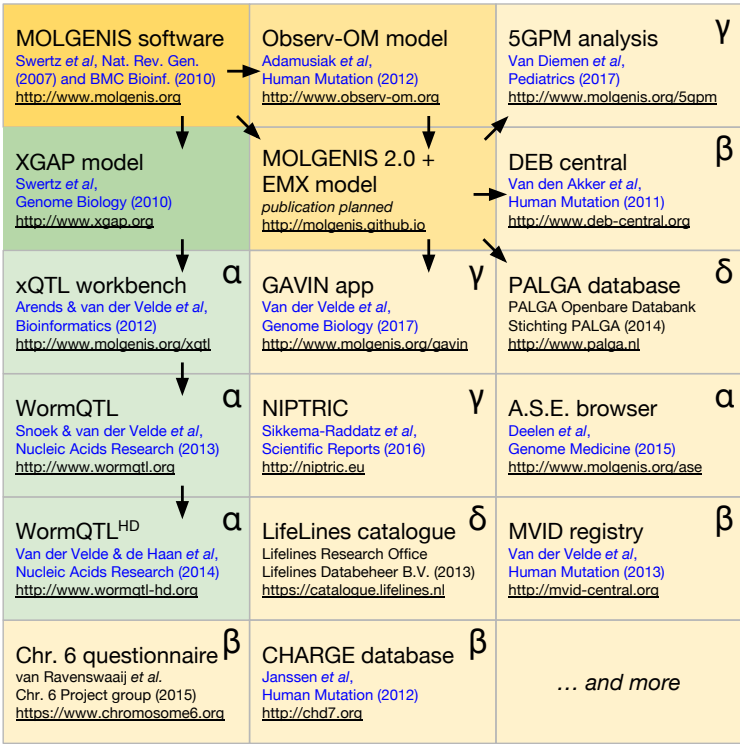 MOLGENIS software
Swertz et al, Nat. Rev. Gen.
(2007) and BMC Bioinf. (2010)
http://www.molgenis.org
Observ-OM model
Adamusiak et al,
Human Mutation (2012)
http://www.observ-om.org
5GPM analysis
γ
Van Diemen et al,
Pediatrics (2017)
http://www.molgenis.org/5gpm
XGAP model
Swertz et al,
Genome Biology (2010)
http://www.xgap.org
MOLGENIS 2.0 +
EMX model
publication planned
http://molgenis.github.io
DEB central
β
Van den Akker et al,
Human Mutation (2011)
http://www.deb-central.org
xQTL workbench
α
Arends & van der Velde et al,
Bioinformatics (2012)
http://www.molgenis.org/xqtl
GAVIN app
γ
Van der Velde et al,
Genome Biology (2017)
http://www.molgenis.org/gavin
PALGA database
δ
PALGA Openbare Databank
Stichting PALGA (2014)
http://www.palga.nl
WormQTL
α
Snoek & van der Velde et al,
Nucleic Acids Research (2013)
http://www.wormqtl.org
NIPTRIC
γ
Sikkema-Raddatz et al,
Scientific Reports (2016)
http://niptric.eu
A.S.E. browser
α
Deelen et al,
Genome Medicine (2015)
http://www.molgenis.org/ase
WormQTLHD
α
Van der Velde & de Haan et al,
Nucleic Acids Research (2014)
http://www.wormqtl-hd.org
LifeLines catalogue
δ
Lifelines Research Office
Lifelines Databeheer B.V. (2013)
https://catalogue.lifelines.nl
MVID registry
β
Van der Velde et al,
Human Mutation (2013)
http://mvid-central.org
Chr. 6 questionnaire
β
van Ravenswaaij et al.
Chr. 6 Project group (2015)
https://www.chromosome6.org
CHARGE database
β
Janssen et al,
Human Mutation (2012)
http://chd7.org
... and more